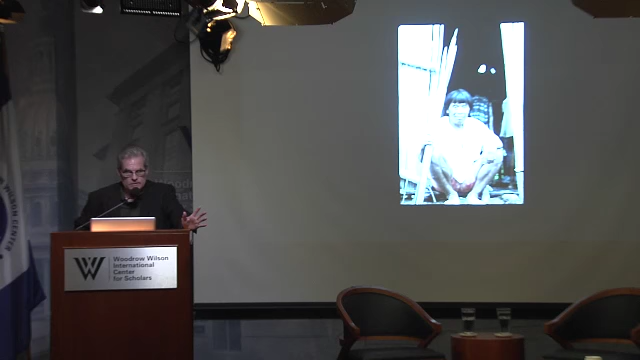 Woodrow Wilson
International
Center
for Scholars